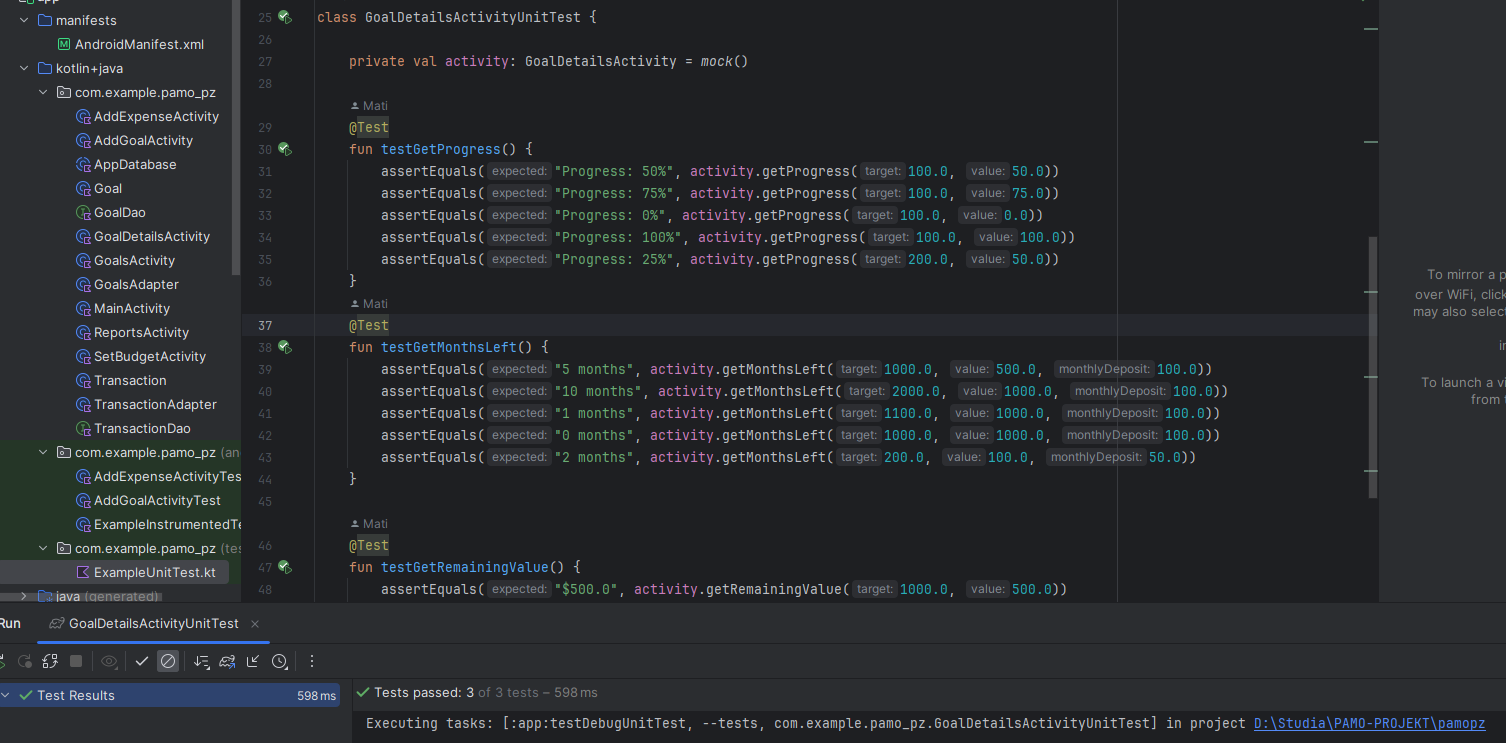 app
manifests
AndroidManifest.xml
kotlin+java
com.example.pamo_pz
AddExpenseActivity
AddGoalActivity
AppDatabase
Goal
GoalDao
GoalDetailsActivity
GoalsActivity
GoalsAdapter
MainActivity
ReportsActivity
SetBudgetActivity
Transaction
TransactionAdapter
TransactionDao
com.example.pamo_pz (an
AddExpenseActivityTes
AddGoalActivityTest
ExampleInstrumentedTe
com.example.pamo_pz (tes
ExampleUnitTest.kt
java (generated)
25 class GoalDetailsActivityUnitTest {
26
27 private val activity: GoalDetailsActivity = mock()
28
Mati
29 @Test
30 fun testGetProgress() {
31 assertEquals( expected: "Progress: 50%", activity.getProgress( target: 100.0, value: 50.0))
32 assertEquals( expected: "Progress: 75%", activity.getProgress( target: 100.0, value: 75.0))
33 assertEquals( expected: "Progress: 0%", activity.getProgress( target: 100.0, value: 0.0))
34 assertEquals( expected: "Progress: 100%", activity.getProgress( target: 100.0, value: 100.0))
35 assertEquals( expected: "Progress: 25%", activity.getProgress( target: 200.0, value: 50.0))
36 }
Mati
37 @Test
38 fun testGetMonthsLeft() {
39 assertEquals( expected: "5 months", activity.getMonthsLeft( target: 1000.0, value: 500.0, monthlyDeposit: 100.0))
40 assertEquals( expected: "10 months", activity.getMonthsLeft( target: 2000.0, value: 1000.0, monthlyDeposit: 100.0))
41 assertEquals( expected: "1 months", activity.getMonthsLeft( target: 1100.0, value: 1000.0, monthlyDeposit: 100.0))
42 assertEquals( expected: "0 months", activity.getMonthsLeft( target: 1000.0, value: 1000.0, monthlyDeposit: 100.0))
43 assertEquals( expected: "2 months", activity.getMonthsLeft( target: 200.0, value: 100.0, monthlyDeposit: 50.0))
44 }
45
Mati
46 @Test
47 fun testGetRemainingValue() {
48 assertEquals( expected: "$500.0", activity.getRemainingValue( target: 1000.0, value: 500.0))
To mirror a p
over WiFi, click
may also select
in
To launch a vi
from t
Run GoalDetailsActivityUnitTest
Test Results 598 ms
Tests passed: 3 of 3 tests – 598 ms
Executing tasks: [:app:testDebugUnitTest, --tests, com.example.pamo_pz.GoalDetailsActivityUnitTest] in project D:\Studia\PAMO-PROJEKT\pamopz